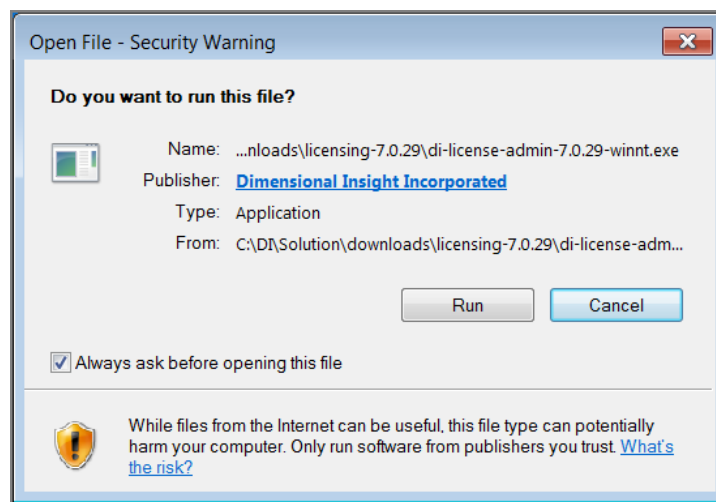 Open File - Security Warning
Do you want to run this file?
Name: ...nloads\licensing-7.0.29\di-license-admin-7.0.29-winnt.exe
Publisher: Dimensional Insight Incorporated
Type: Application
From: C:\DI\Solution\downloads\licensing-7.0.29\di-license-adm...
Run Cancel
Always ask before opening this file
While files from the Internet can be useful, this file type can potentially
harm your computer. Only run software from publishers you trust. What's
the risk?